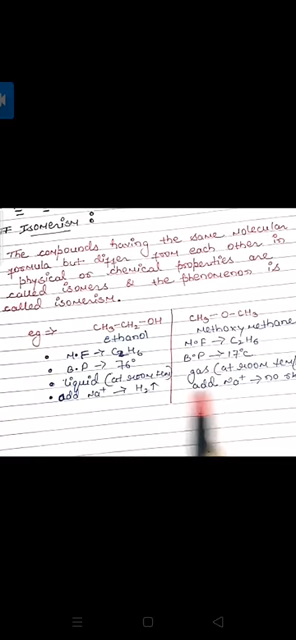 Isomerism :
The compounds having the same molecular
formula but differ from each other in
physical or chemical properties are
called isomers & the phenomenon is
called isomerism.
eg ⇒ CH3-CH2-OH
ethanol
• M·F → C2H6
• B.P → 76°
• liquid (at room tem)
• add Na+ → H2↑
CH3-O-CH3
Methoxy methane
M·F → C2H6
B·P → 17°C
gas (at room tem
add Na+ → no